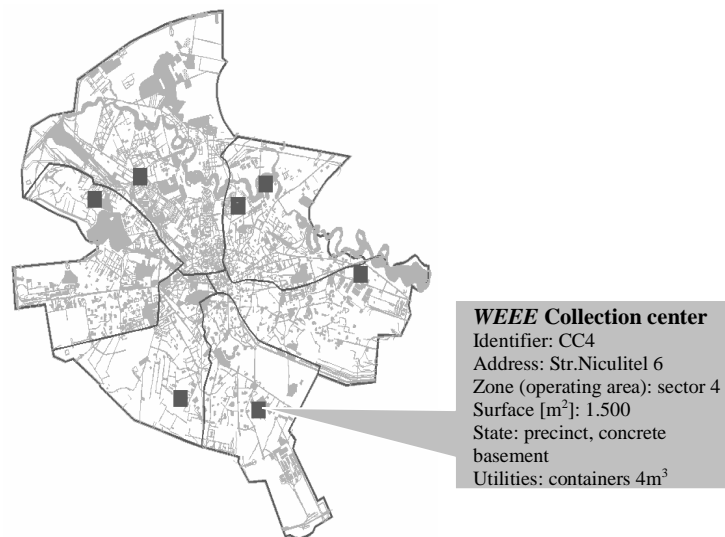 WEEE Collection center
Identifier: CC4
Address: Str.Niculitel 6
Zone (operating area): sector 4
Surface [m²]: 1.500
State: precinct, concrete
basement
Utilities: containers 4m³